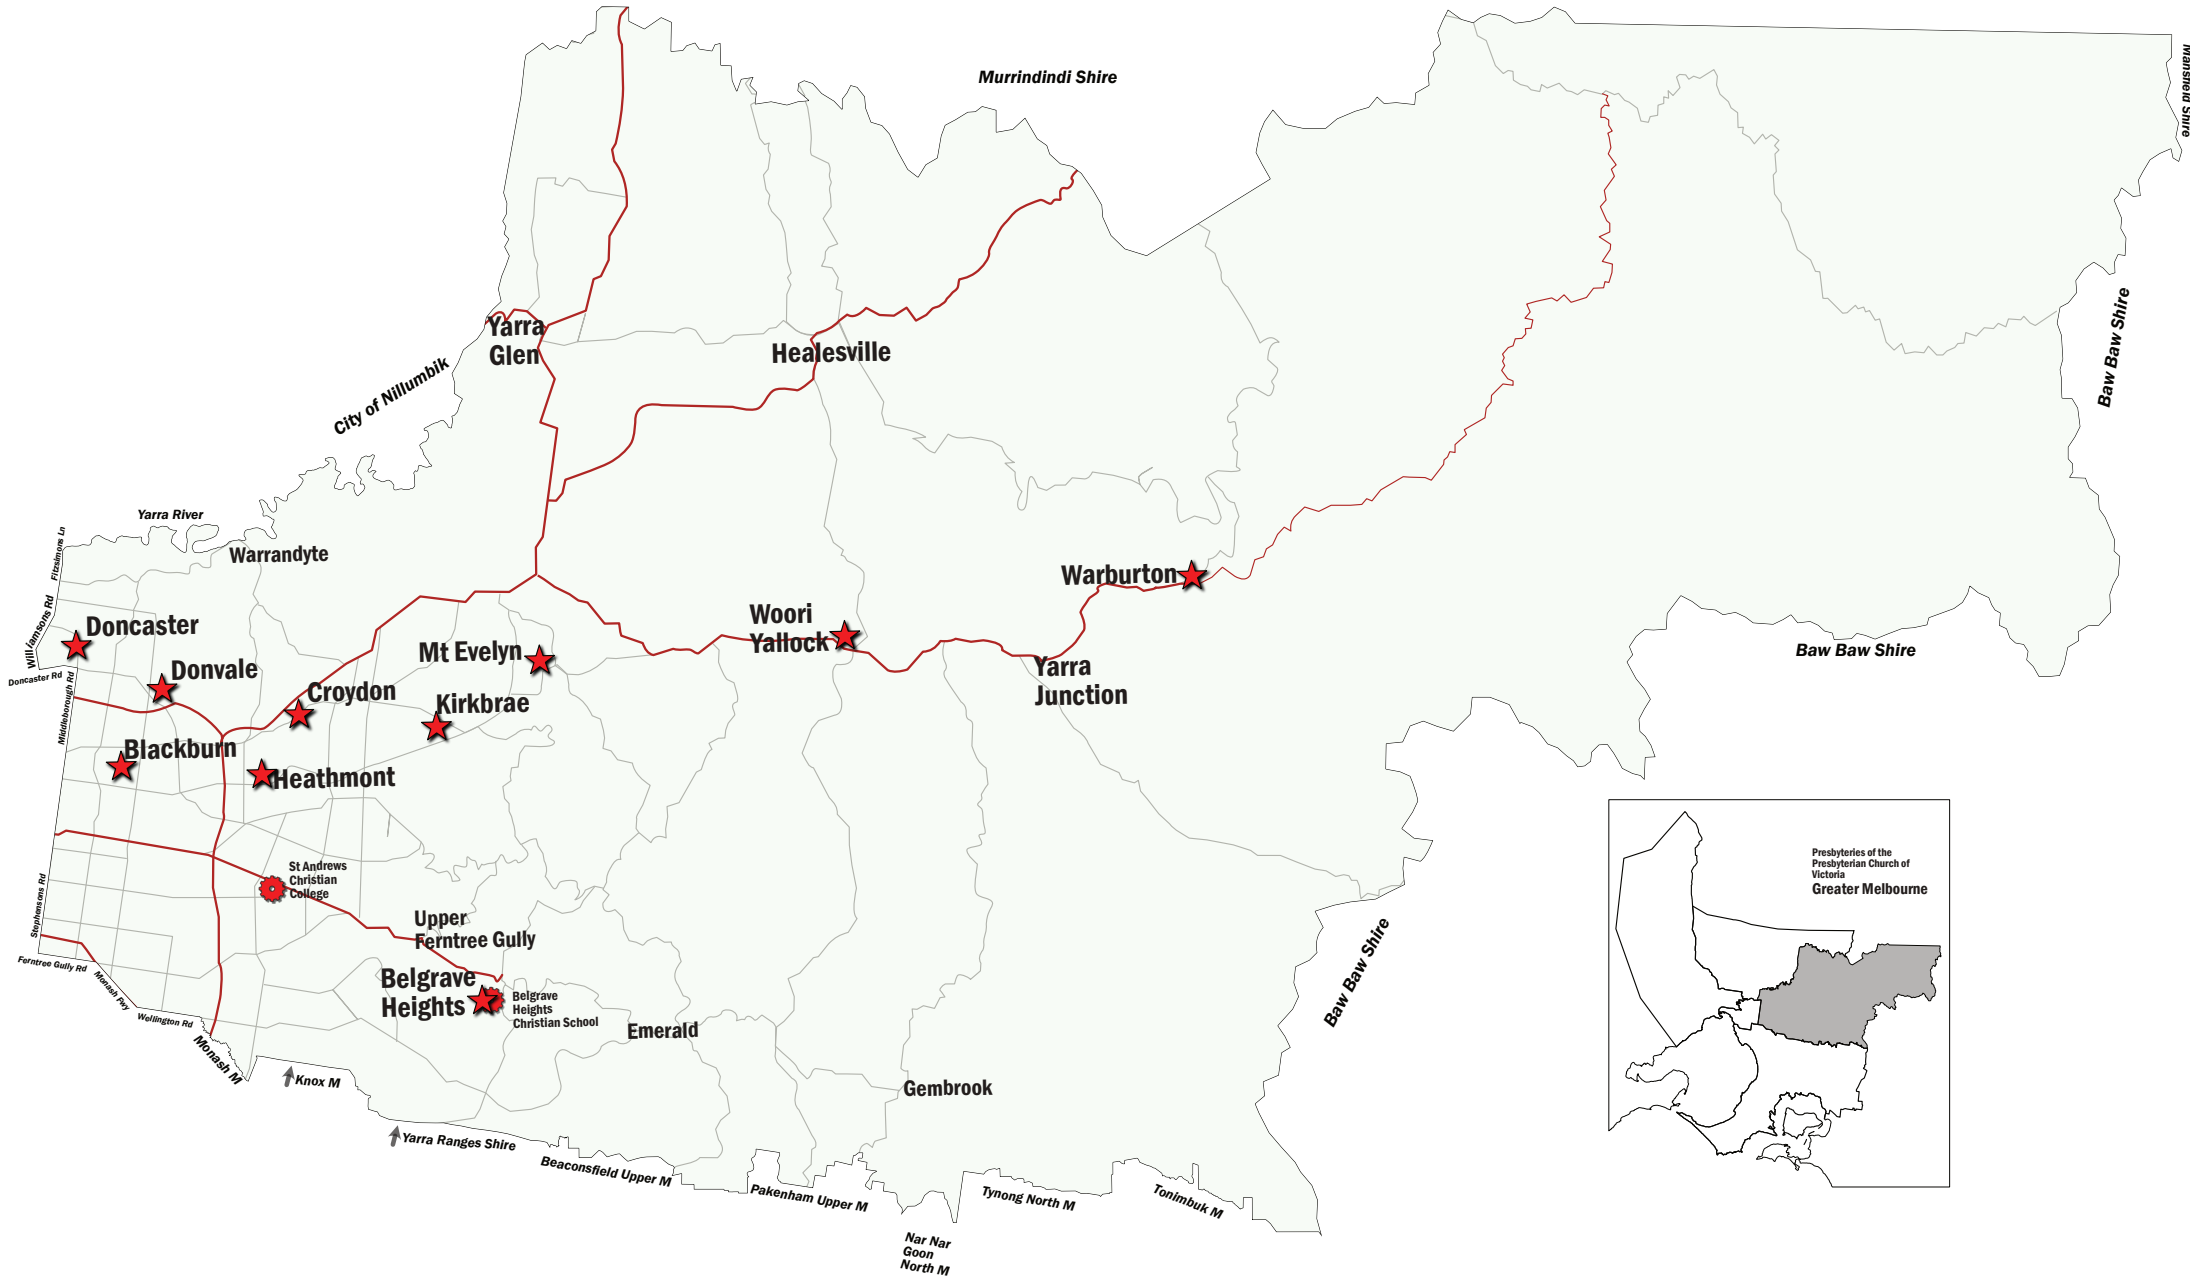 Murrindindi Shire
Mansfield Shire
Yarra
Glen
Healesville
City of Nillumbik
Baw Baw Shire
Yarra River
Fitzsimons Ln
Warrandyte
Warburton
Williamsons Rd
Doncaster
Woori
Yallock
Mt Evelyn
Baw Baw Shire
Doncaster Rd
Donvale
Yarra
Junction
Croydon
Kirkbrae
Middleborough Rd
Blackburn
Heathmont
St Andrews
Christian
College
Presbyteries of the
Presbyterian Church of
Victoria
Greater Melbourne
Stephensons Rd
Upper
Ferntree Gully
Baw Baw Shire
Ferntree Gully Rd
Monash Fwy
Belgrave
Heights
Belgrave
Heights
Christian School
Wellington Rd
Emerald
Monash M
Knox M
Gembrook
Yarra Ranges Shire
Beaconsfield Upper M
Pakenham Upper M
Tynong North M
Tonimbuk M
Nar Nar
Goon
North M